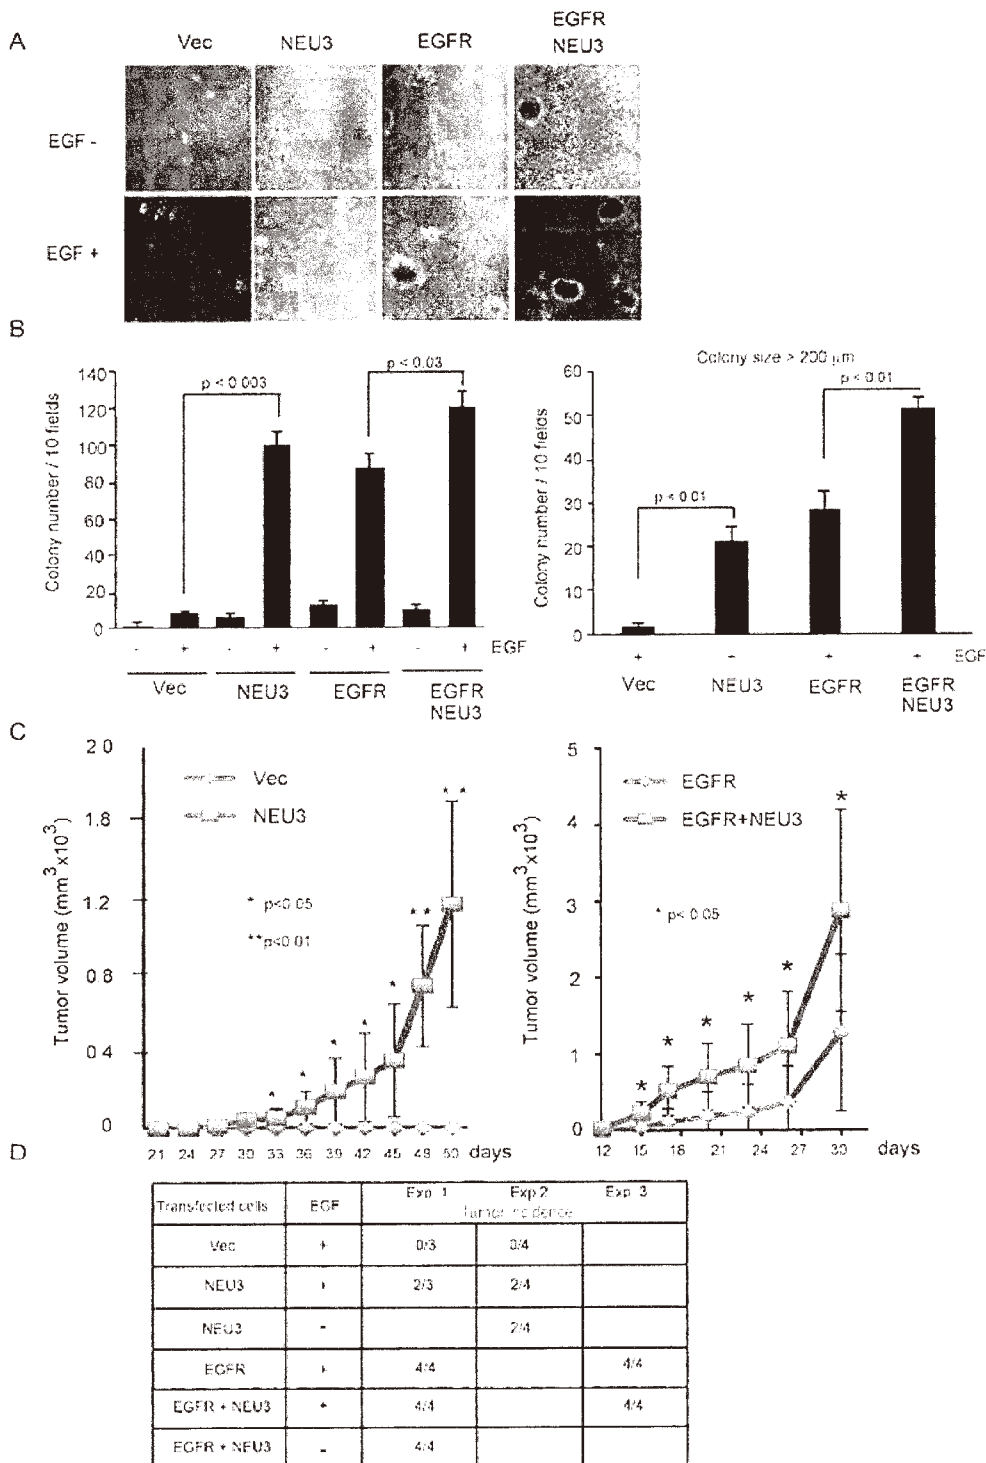 A
Vec NEU3 EGFR EGFR
NEU3
EGF -
EGF +
B
140
120
100
80
60
40
20
0
Colony number / 10 fields
p < 0.003
p < 0.03
- + - + - + - + EGF
Vec NEU3 EGFR EGFR
NEU3
Colony size > 200 µm
60
50
40
30
20
10
0
Colony number / 10 fields
p < 0.01
p < 0.01
+ + + EGF
Vec NEU3 EGFR EGFR
NEU3
C
2 0
1.8
1.2
0.8
0 4
0
Tumor volume (mm³x10³)
Vec
NEU3
* p<0.05
**p<0.01
* * * * * ** **
21 24 27 30 33 36 39 42 45 48 50 days
5
4
3
2
1
0
Tumor volume (mm³x10³)
EGFR
EGFR+NEU3
* p< 0.05
* * * * * *
12 15 18 21 24 27 30 days
D
Transfected cells EGF Exp. 1 Exp 2 Exp. 3
Tumor incidence
Vec + 0/3 0/4
NEU3 + 2/3 2/4
NEU3 - 2/4
EGFR + 4/4 4/4
EGFR + NEU3 + 4/4 4/4
EGFR + NEU3 - 4/4